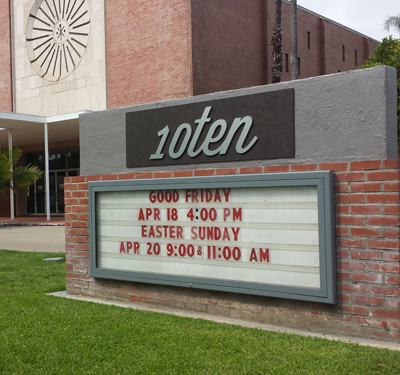 1oten
GOOD FRIDAY
APR 18 4:00 PM
EASTER SUNDAY
APR 20 9:00 & 11:00 AM